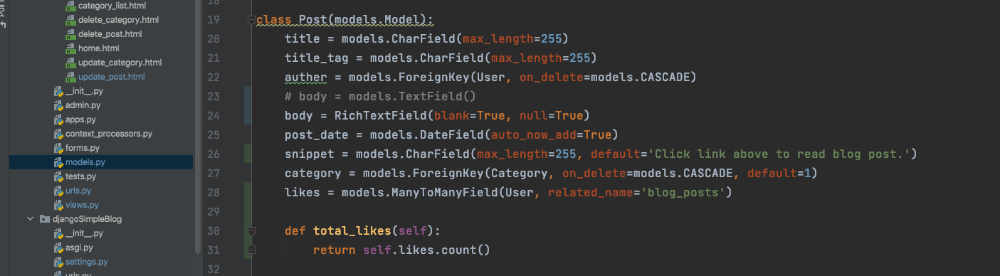 Pull R
category_list.html
delete_category.html
delete_post.html
home.html
update_category.html
update_post.html
__init__.py
admin.py
apps.py
context_processors.py
forms.py
models.py
tests.py
urls.py
views.py
djangoSimpleBlog
__init__.py
asgi.py
settings.py
urls.py
18
19 class Post(models.Model):
20 title = models.CharField(max_length=255)
21 title_tag = models.CharField(max_length=255)
22 auther = models.ForeignKey(User, on_delete=models.CASCADE)
23 # body = models.TextField()
24 body = RichTextField(blank=True, null=True)
25 post_date = models.DateField(auto_now_add=True)
26 snippet = models.CharField(max_length=255, default='Click link above to read blog post.')
27 category = models.ForeignKey(Category, on_delete=models.CASCADE, default=1)
28 likes = models.ManyToManyField(User, related_name='blog_posts')
29
30 def total_likes(self):
31 return self.likes.count()
32